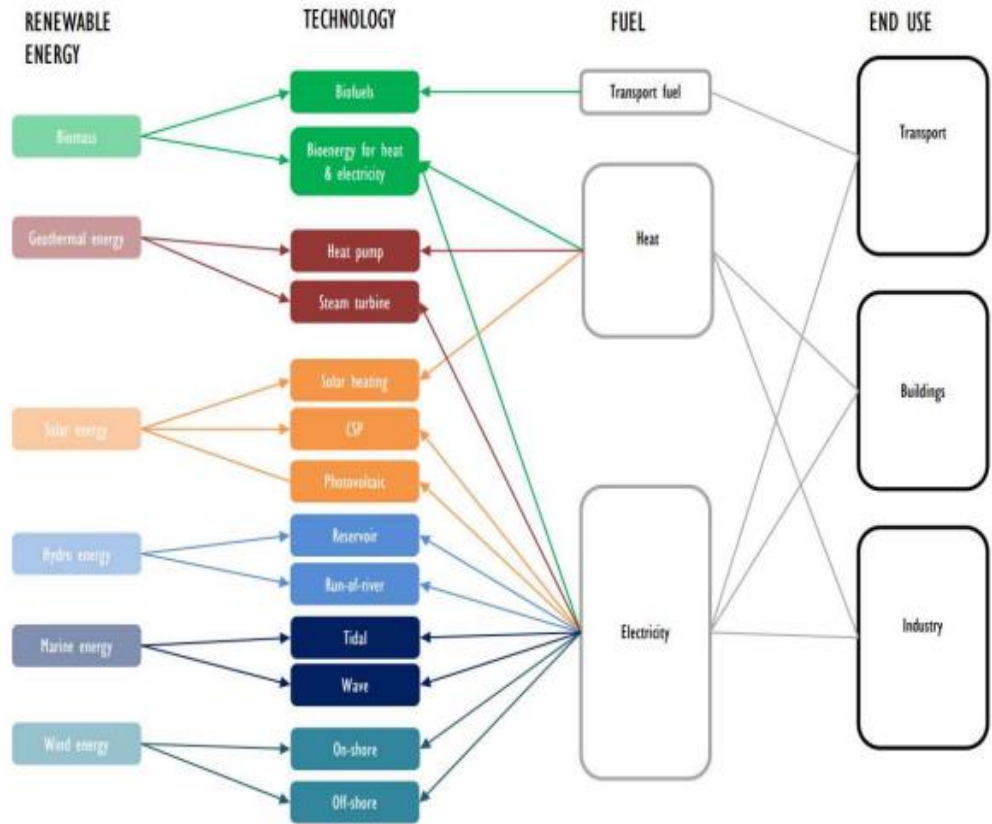 RENEWABLE
ENERGY
TECHNOLOGY
FUEL
END USE
Biomass
Geothermal energy
Solar energy
Hydro energy
Marine energy
Wind energy
Biofuels
Bioenergy for heat
& electricity
Heat pump
Steam turbine
Solar heating
CSP
Photovoltaic
Reservoir
Run-of-river
Tidal
Wave
On-shore
Off-shore
Transport fuel
Heat
Electricity
Transport
Buildings
Industry